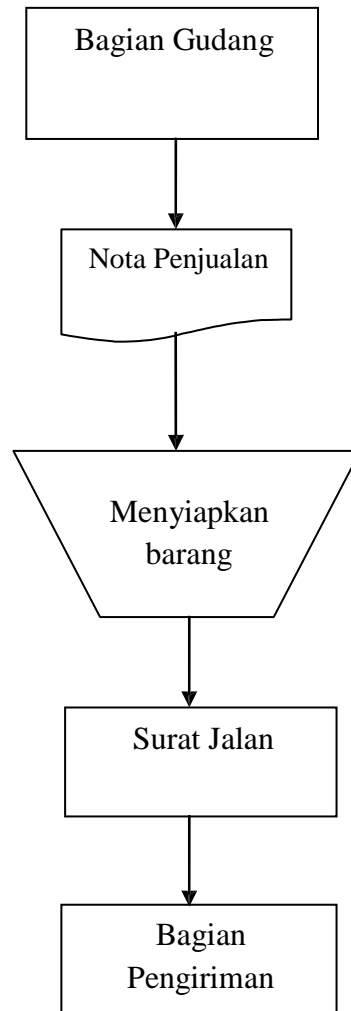 Bagian Gudang
Nota Penjualan
Menyiapkan
barang
Surat Jalan
Bagian
Pengiriman